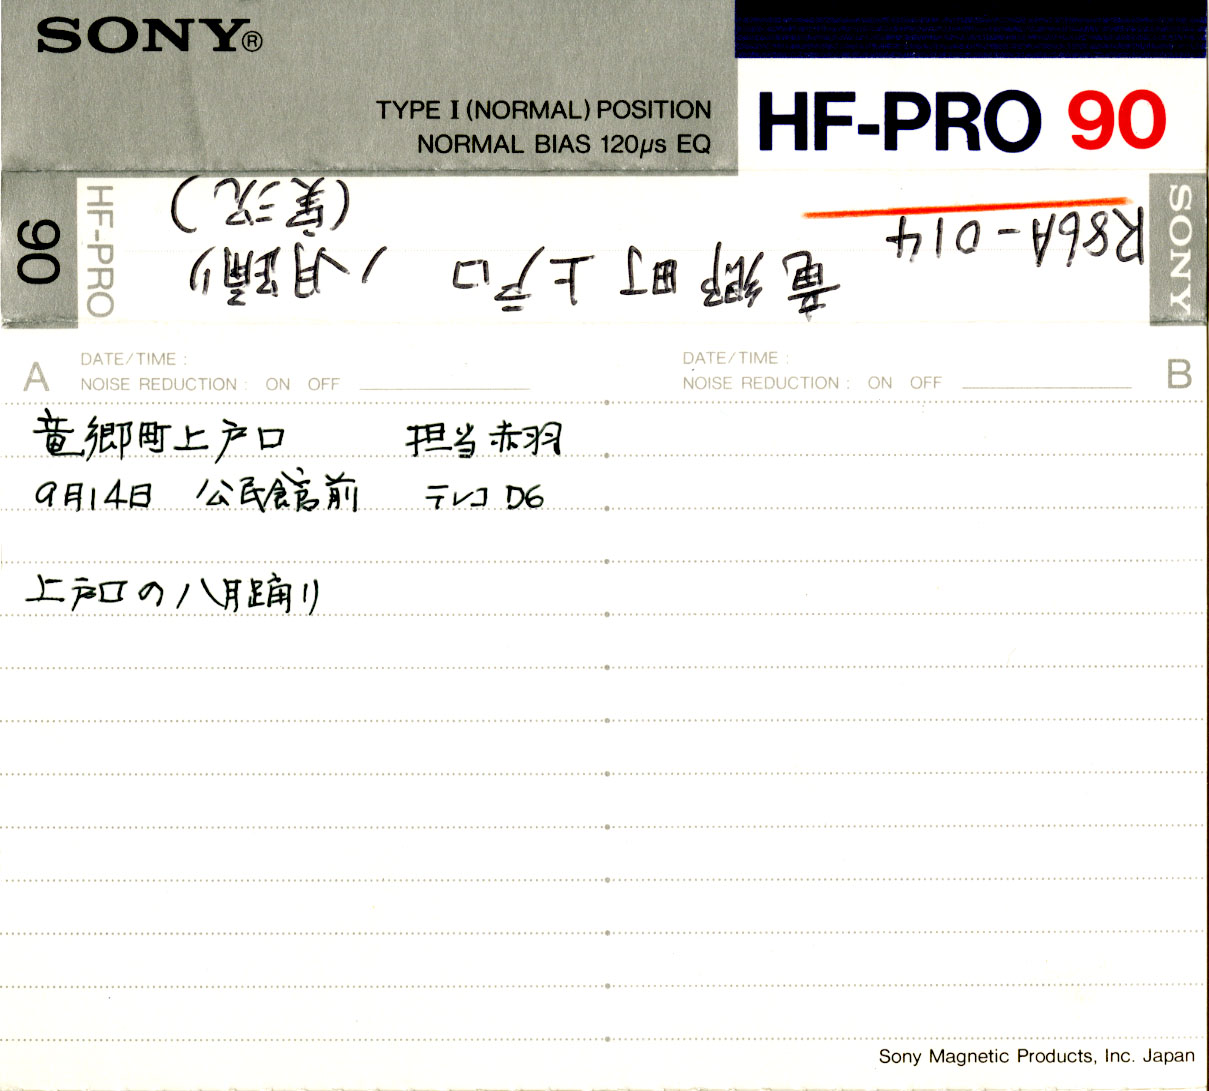 SONY®
TYPE I (NORMAL) POSITION
NORMAL BIAS 120μs EQ
HF-PRO 90
SONY
R86A-014
竜郷町上戸口 八月踊り
(実況)
HF-PRO
90
A DATE/TIME :
NOISE REDUCTION : ON OFF
DATE/TIME : B
NOISE REDUCTION : ON OFF
竜郷町上戸口 担当赤羽
9月14日 公民館前 テレコ D6
上戸口の八月踊り
Sony Magnetic Products, Inc. Japan